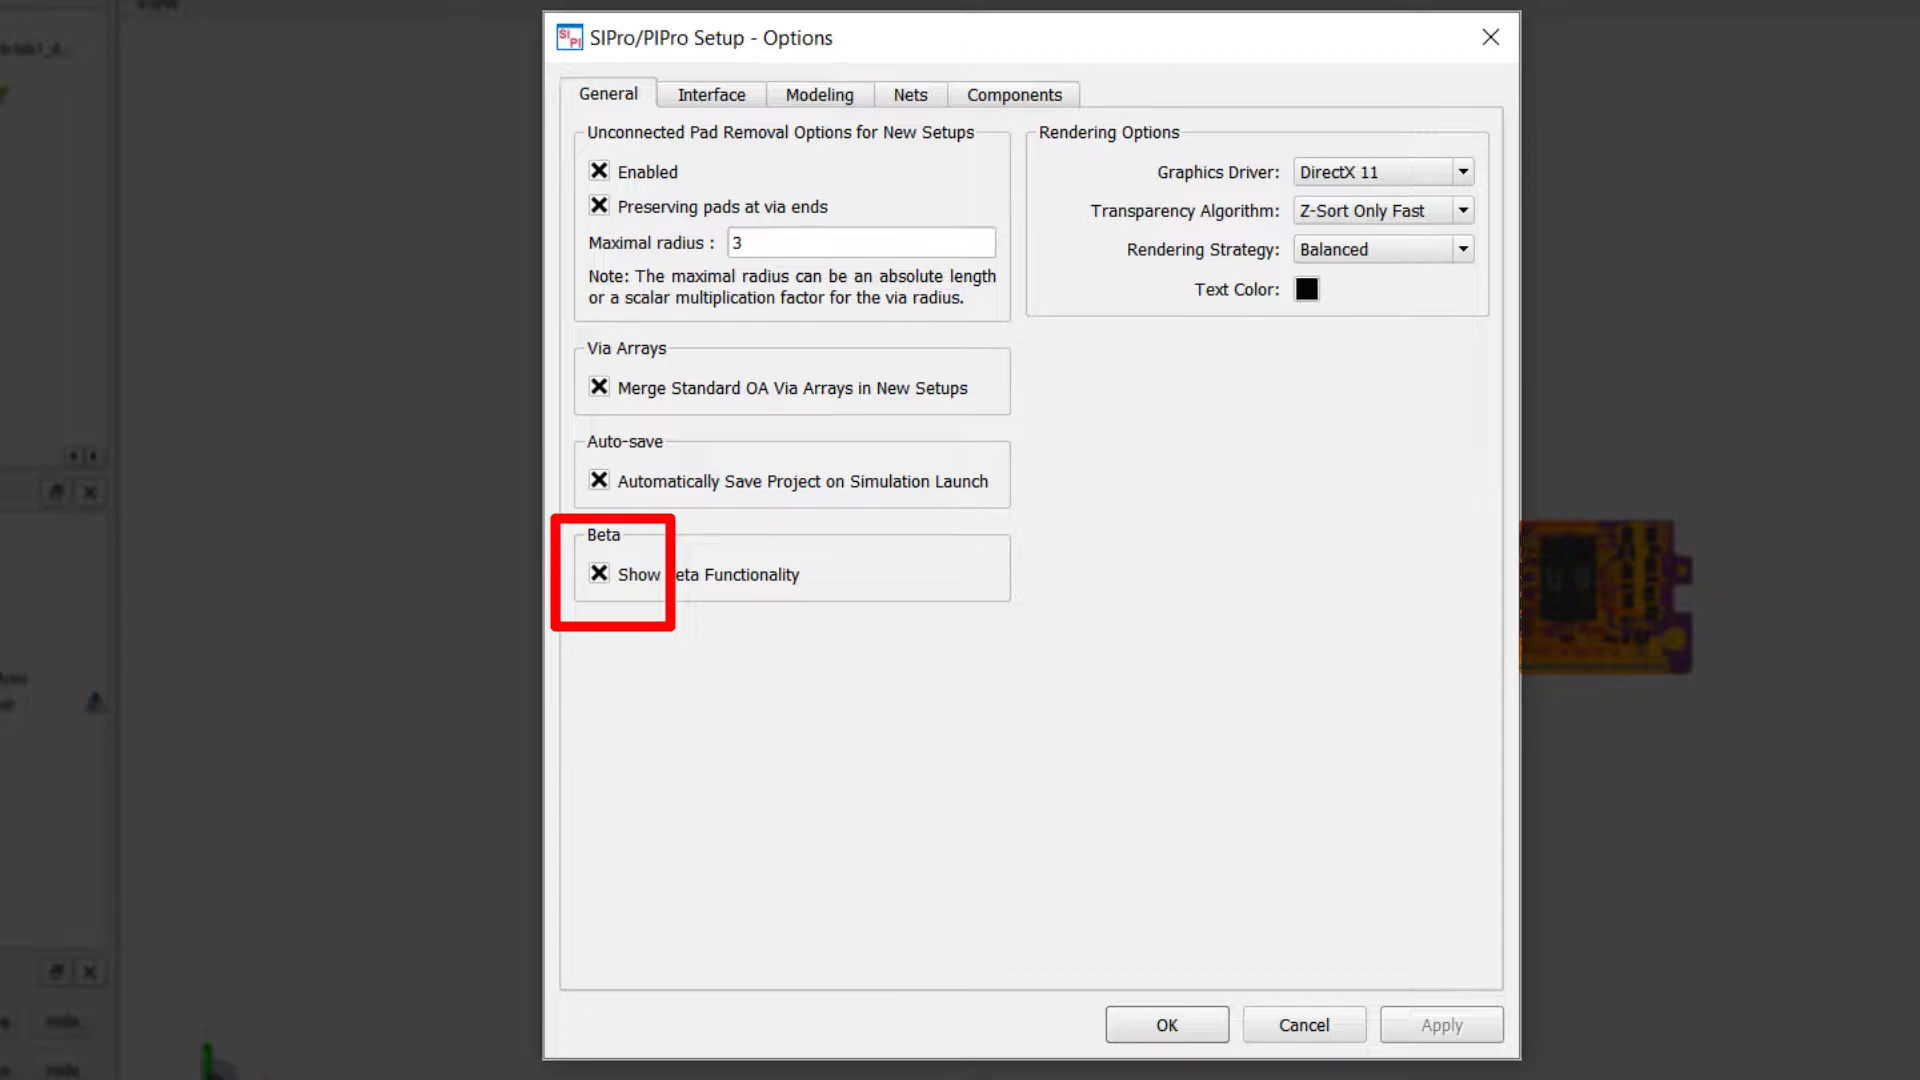 SIPro/PIPro Setup - Options
General Interface Modeling Nets Components
Unconnected Pad Removal Options for New Setups
Enabled
Preserving pads at via ends
Maximal radius : 3
Note: The maximal radius can be an absolute length
or a scalar multiplication factor for the via radius.
Via Arrays
Merge Standard OA Via Arrays in New Setups
Auto-save
Automatically Save Project on Simulation Launch
Beta
Show eta Functionality
Rendering Options
Graphics Driver: DirectX 11
Transparency Algorithm: Z-Sort Only Fast
Rendering Strategy: Balanced
Text Color:
OK Cancel Apply